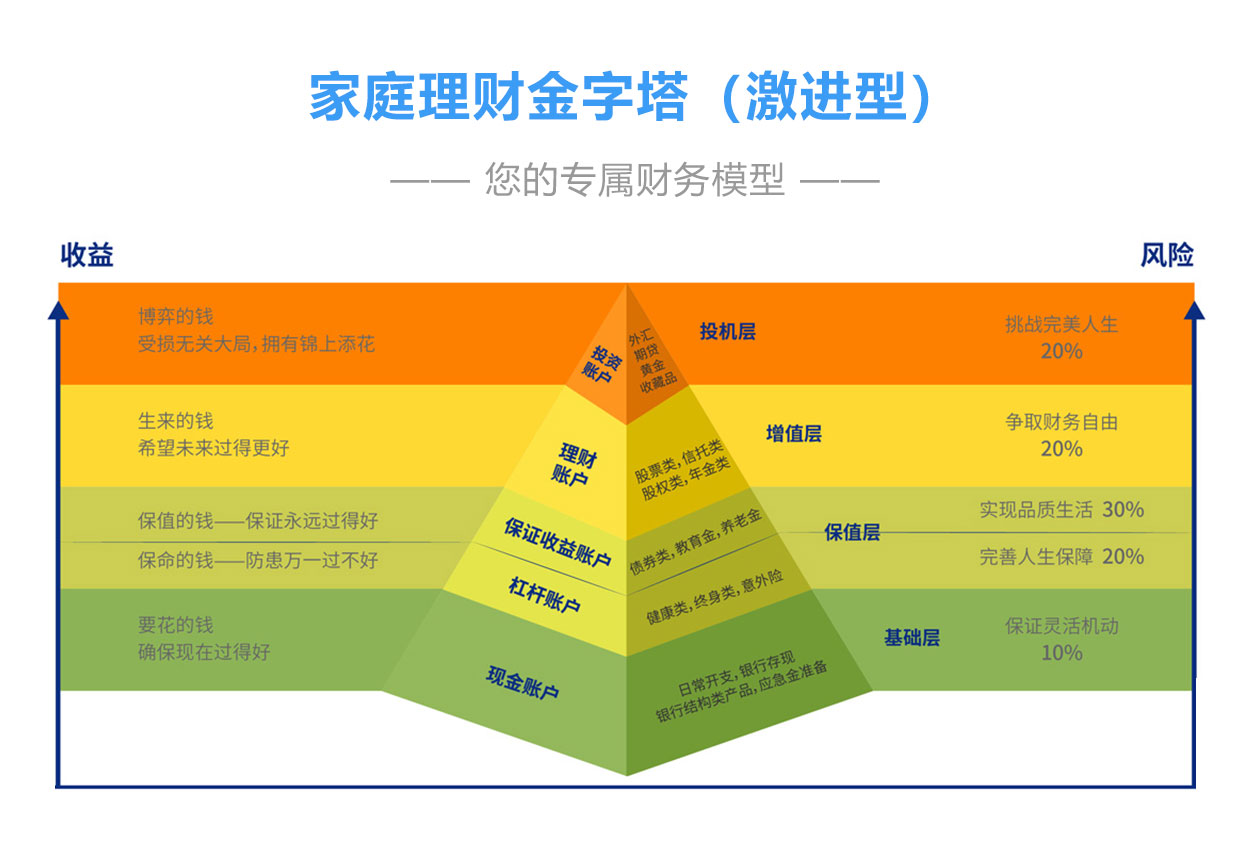 家庭理财金字塔（激进型）
—— 您的专属财务模型 ——
收益
风险
博弈的钱
受损无关大局，拥有锦上添花
投资
账户
外汇
期贷
黄金
收藏品
投机层
挑战完美人生
20%
生来的钱
希望未来过得更好
理财
账户
股票类，信托类
股权类，年金类
增值层
争取财务自由
20%
保值的钱——保证永远过得好
保证收益账户
债券类，教育金，养老金
保值层
实现品质生活 30%
保命的钱——防患万一过不好
杠杆账户
健康类，终身类，意外险
完善人生保障 20%
要花的钱
确保现在过得好
现金账户
日常开支，银行存现
银行结构类产品，应急金准备
基础层
保证灵活机动
10%